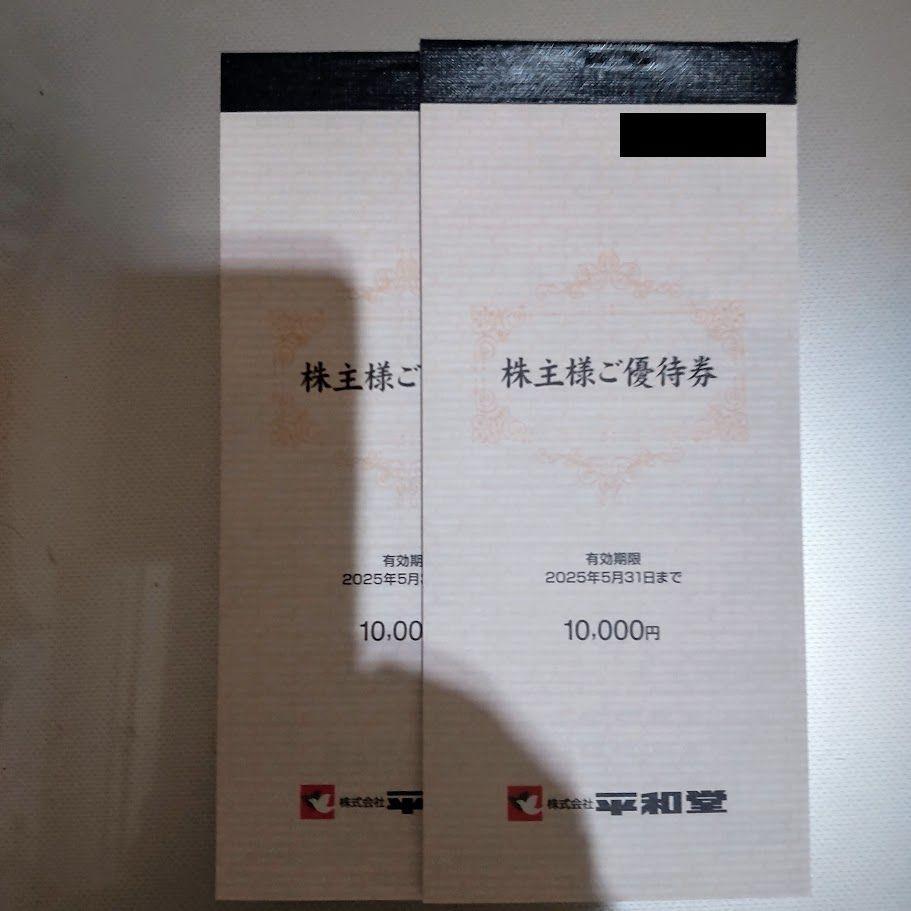 株主様ご
有効期
2025年5月
10,00
株式会社 平
株主様ご優待券
有効期限
2025年5月31日まで
10,000円
株式会社 平和堂